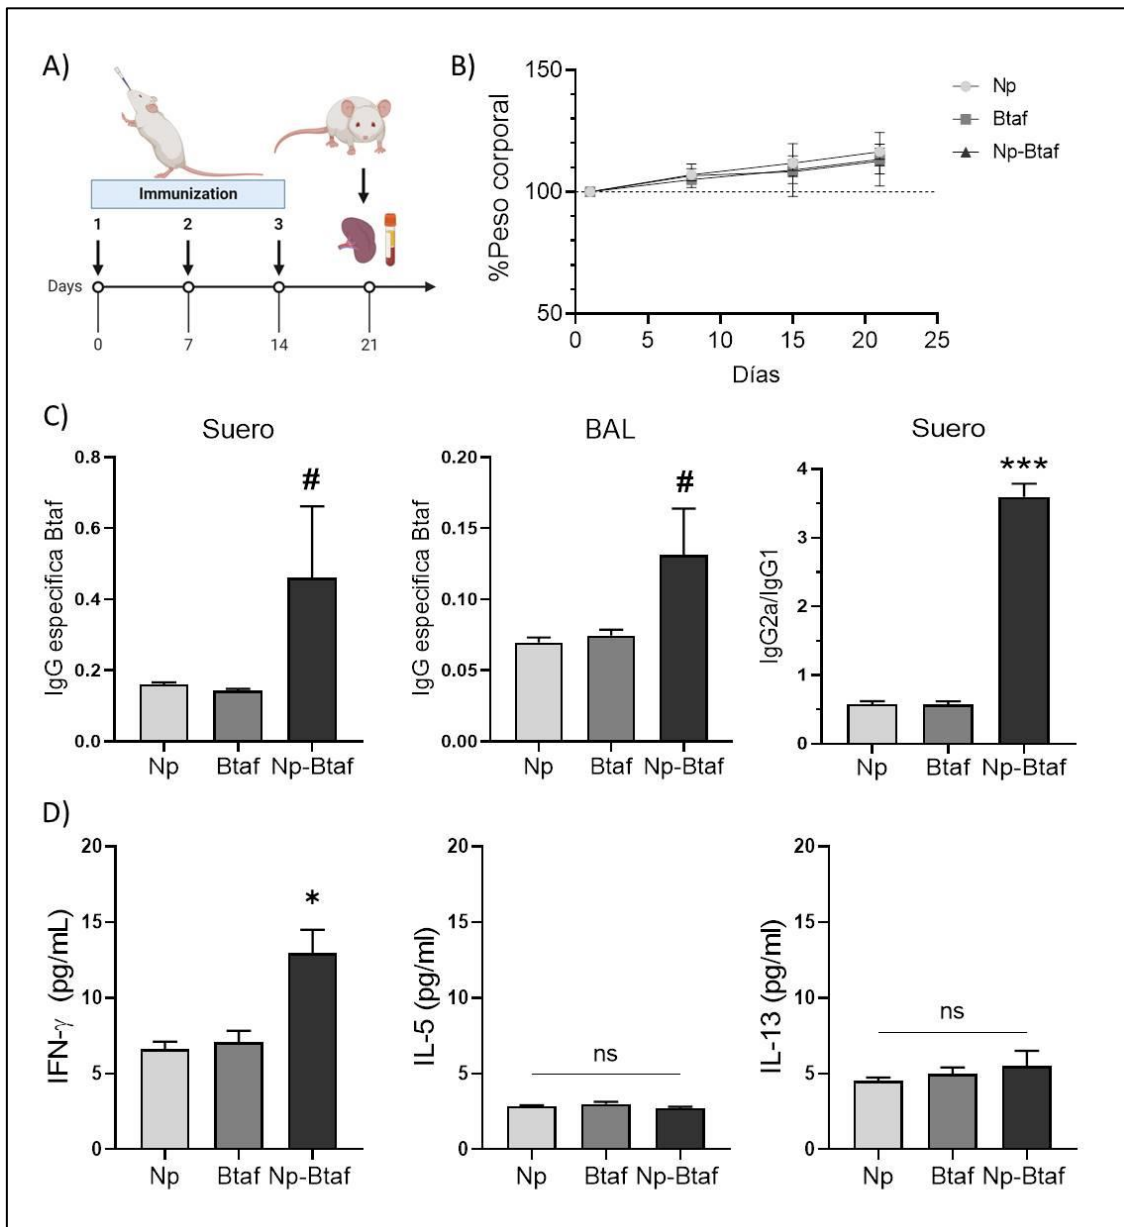 A)
Immunization
1 2 3
Days
0 7 14 21
B)
150
100
50
%Peso corporal
0 5 10 15 20 25
Días
Np
Btaf
Np-Btaf
C)
Suero
IgG especifica Btaf
0.8
0.6
0.4
0.2
0.0
#
Np Btaf Np-Btaf
BAL
IgG especifica Btaf
0.20
0.15
0.10
0.05
0.00
#
Np Btaf Np-Btaf
Suero
IgG2a/IgG1
4
3
2
1
0
***
Np Btaf Np-Btaf
D)
IFN-γ (pg/mL)
20
15
10
5
0
*
Np Btaf Np-Btaf
IL-5 (pg/ml)
20
15
10
5
0
ns
Np Btaf Np-Btaf
IL-13 (pg/ml)
20
15
10
5
0
ns
Np Btaf Np-Btaf